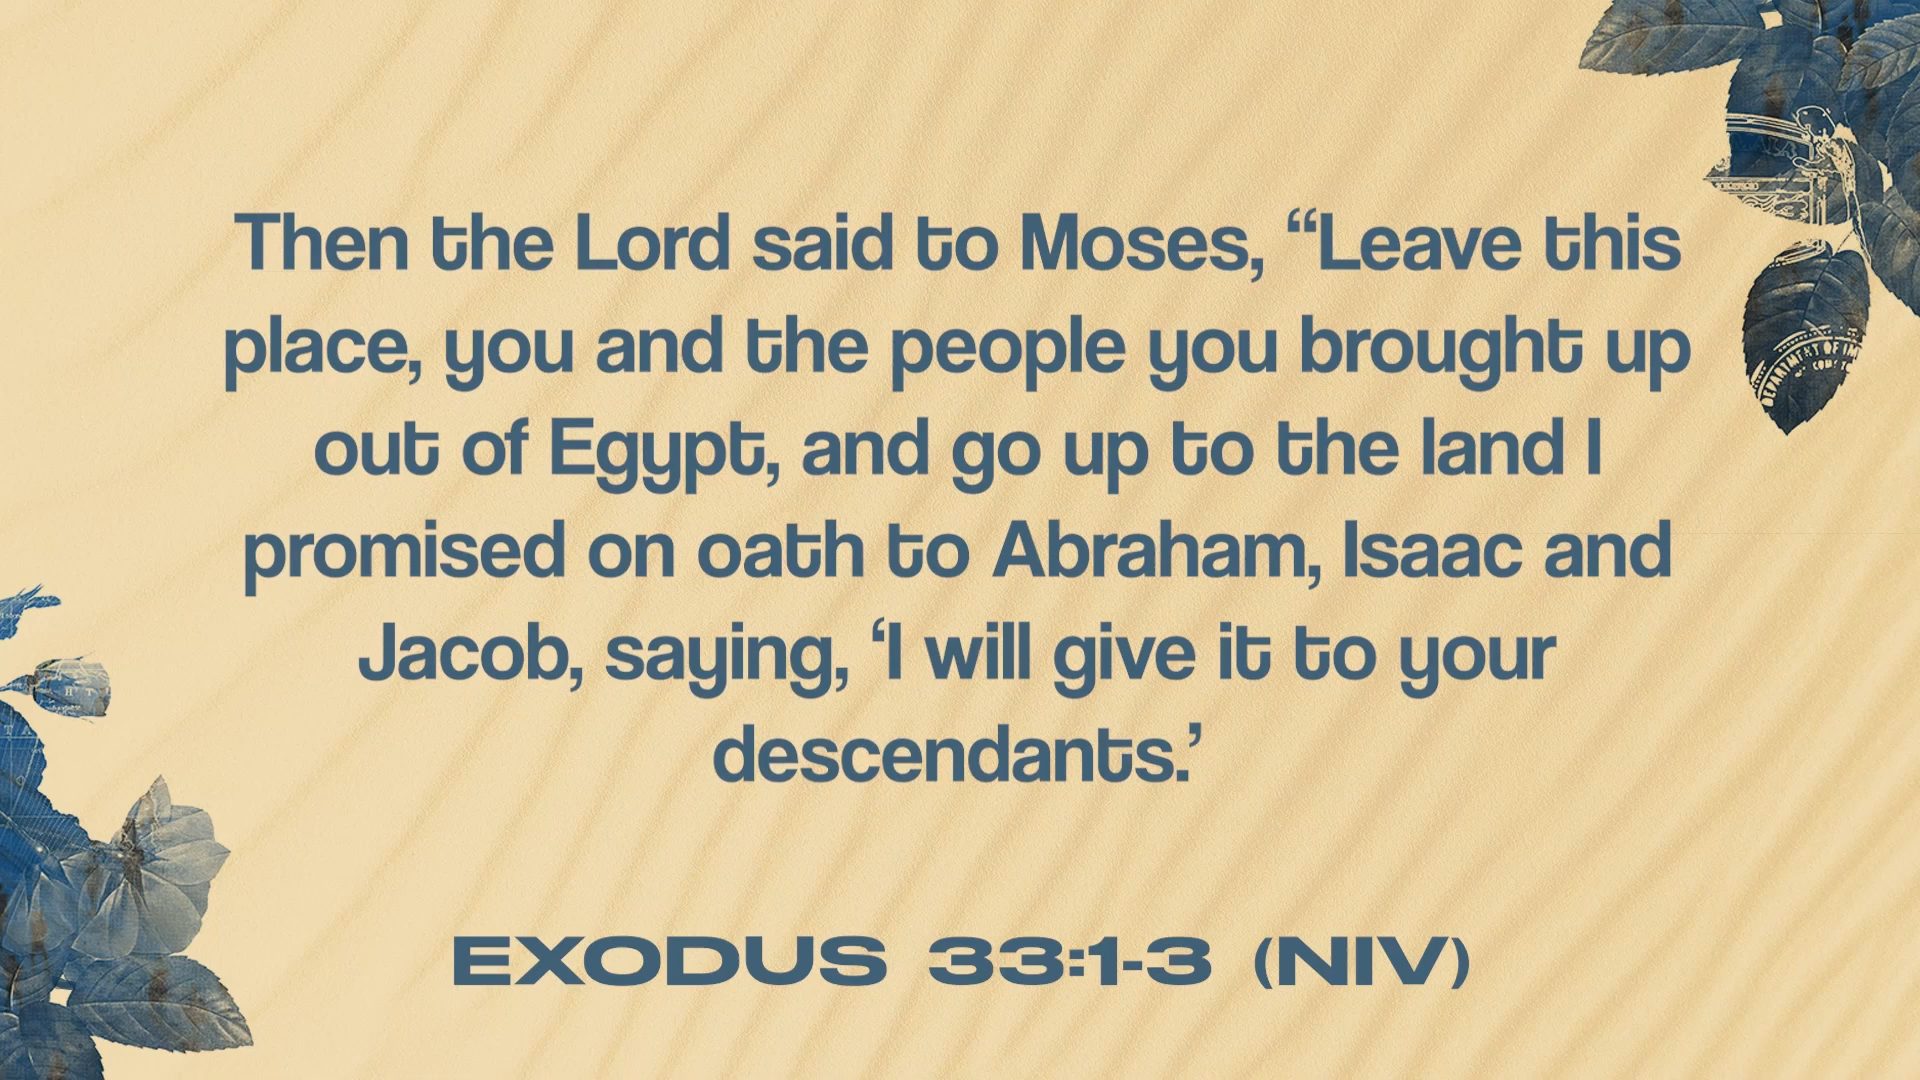 Then the Lord said to Moses, “Leave this
place, you and the people you brought up
out of Egypt, and go up to the land I
promised on oath to Abraham, Isaac and
Jacob, saying, ‘I will give it to your
descendants.’
EXODUS 33:1-3 (NIV)
DEPARTMENT OF